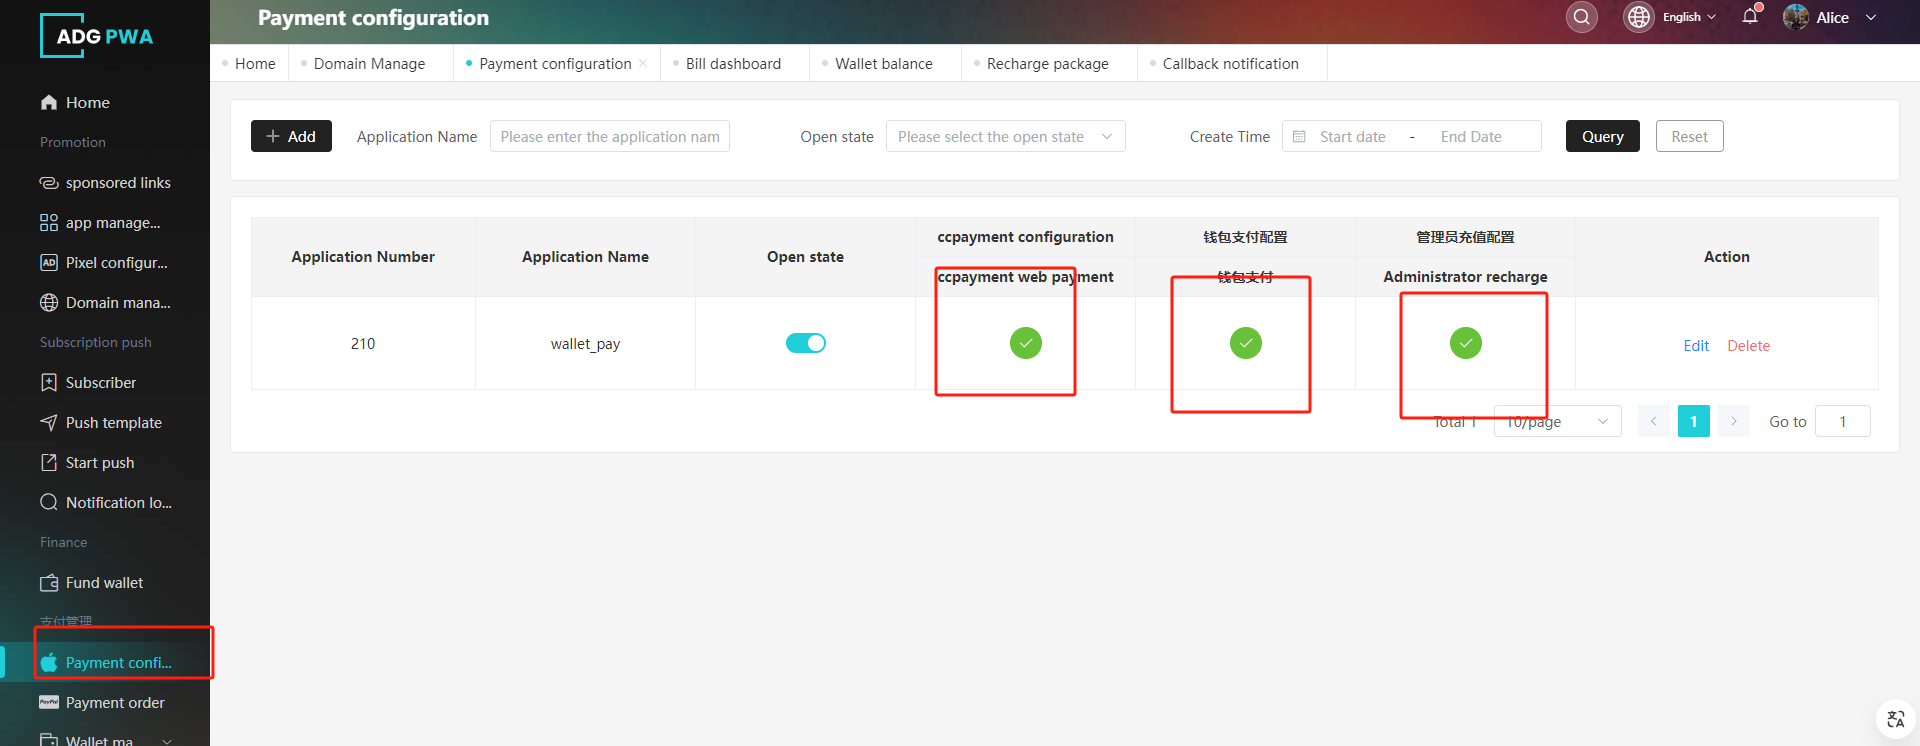 ADG PWA
Payment configuration
English
Alice
Home
Domain Manage
Payment configuration
Bill dashboard
Wallet balance
Recharge package
Callback notification
Home
Promotion
sponsored links
app manage...
AD Pixel configur...
Domain mana...
Subscription push
Subscriber
Push template
Start push
Notification lo...
Finance
Fund wallet
支付管理
Payment confi...
PayPal Payment order
Wallet ma
Add
Application Name
Please enter the application nam
Open state
Please select the open state
Create Time
Start date - End Date
Query
Reset
Application Number
Application Name
Open state
ccpayment configuration
钱包支付配置
管理员充值配置
Action
ccpayment web payment
钱包支付
Administrator recharge
210
wallet_pay
Edit
Delete
Total 1
10/page
1
Go to
1